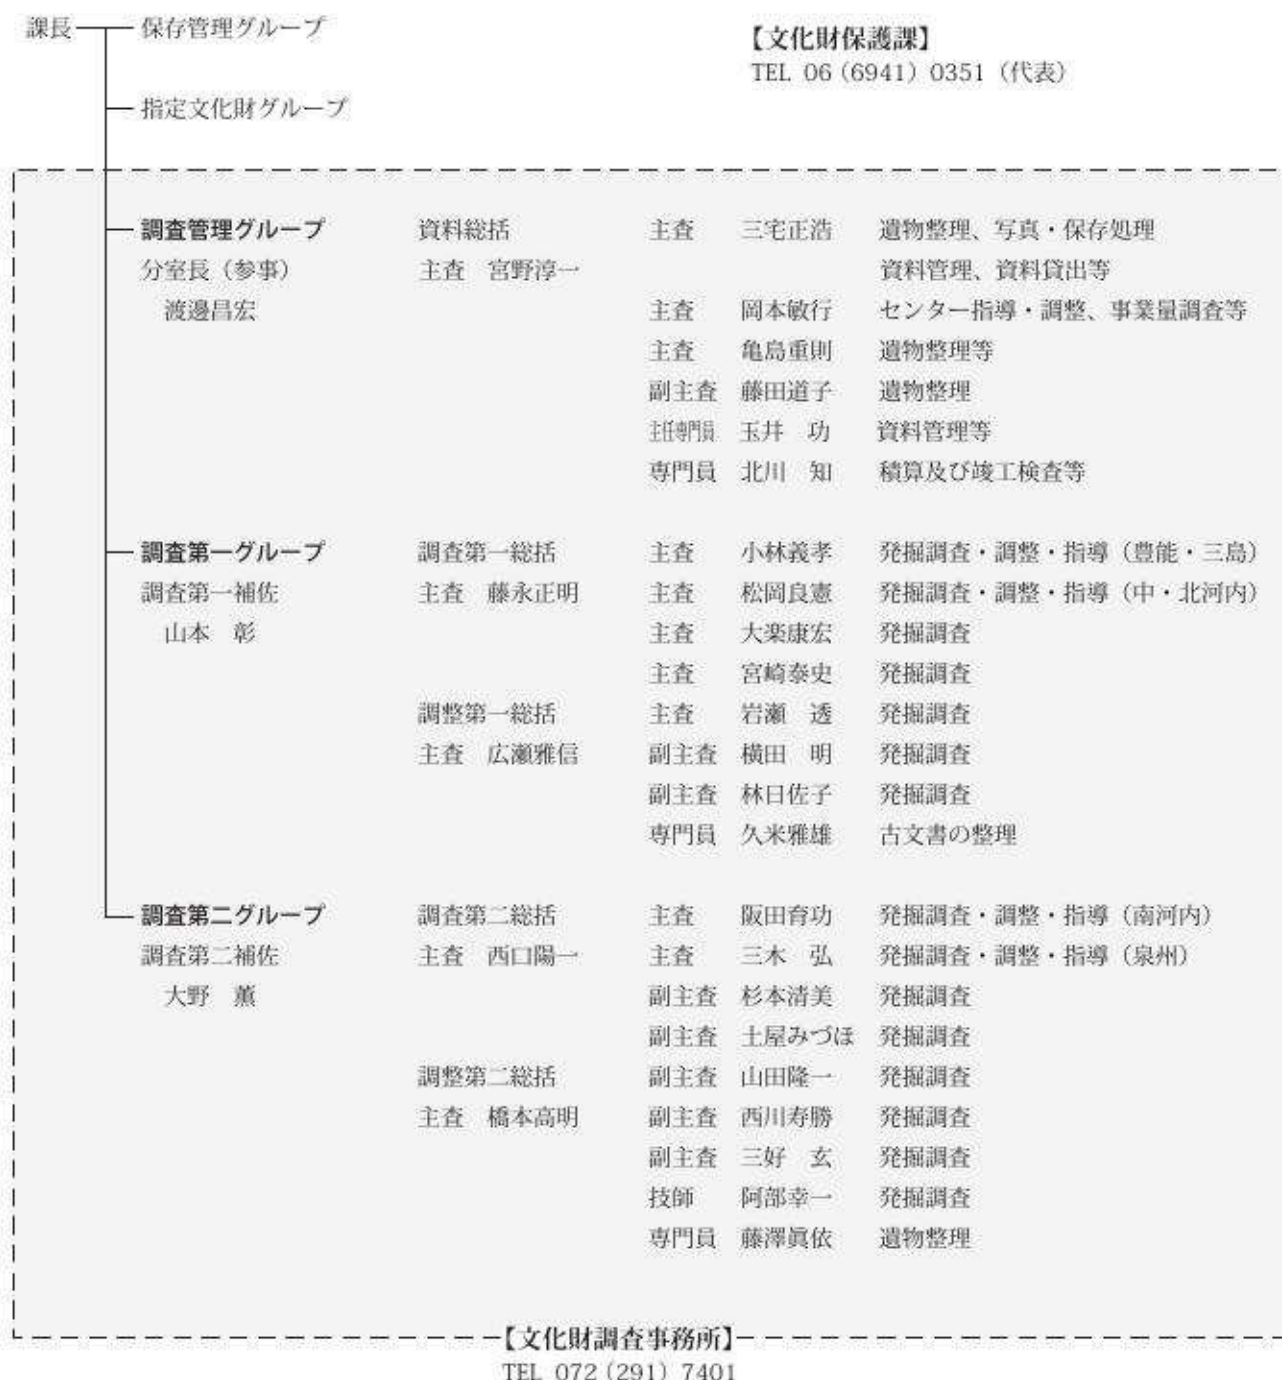 課長 保存管理グループ
【文化財保護課】
TEL 06（6941）0351（代表）
指定文化財グループ
調査管理グループ 資料総括 主査 三宅正浩 遺物整理、写真・保存処理
分室長（参事） 主査 宮野淳一 資料管理、資料貸出等
渡邊昌宏 主査 岡本敏行 センター指導・調整、事業量調査等
主査 亀島重則 遺物整理等
副主査 藤田道子 遺物整理
主任専門員 玉井 功 資料管理等
専門員 北川 知 積算及び竣工検査等
調査第一グループ 調査第一総括 主査 小林義孝 発掘調査・調整・指導（豊能・三島）
調査第一補佐 主査 藤永正明 主査 松岡良憲 発掘調査・調整・指導（中・北河内）
山本 彰 主査 大楽康宏 発掘調査
主査 宮崎泰史 発掘調査
調整第一総括 主査 岩瀬 透 発掘調査
主査 広瀬雅信 副主査 横田 明 発掘調査
副主査 林日佐子 発掘調査
専門員 久米雅雄 古文書の整理
調査第二グループ 調査第二総括 主査 阪田育功 発掘調査・調整・指導（南河内）
調査第二補佐 主査 西口陽一 主査 三木 弘 発掘調査・調整・指導（泉州）
大野 薫 副主査 杉本清美 発掘調査
副主査 土屋みづほ 発掘調査
調整第二総括 副主査 山田隆一 発掘調査
主査 橋本高明 副主査 西川寿勝 発掘調査
副主査 三好 玄 発掘調査
技師 阿部幸一 発掘調査
専門員 藤澤眞依 遺物整理
【文化財調査事務所】
TEL 072（291）7401